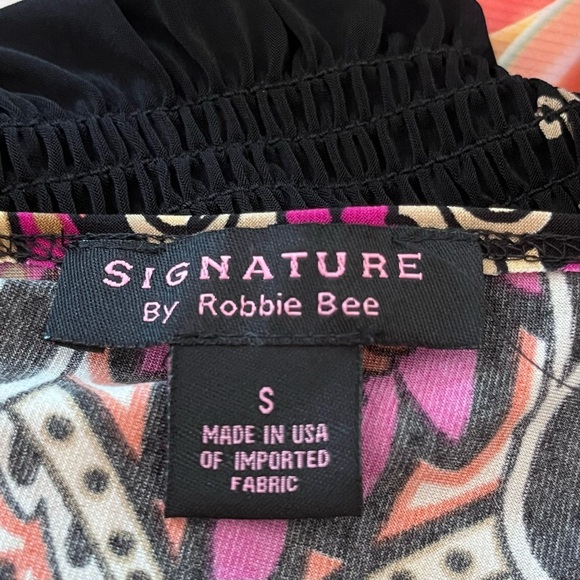 SIGNATURE
By Robbie Bee
S
MADE IN USA
OF IMPORTED
FABRIC